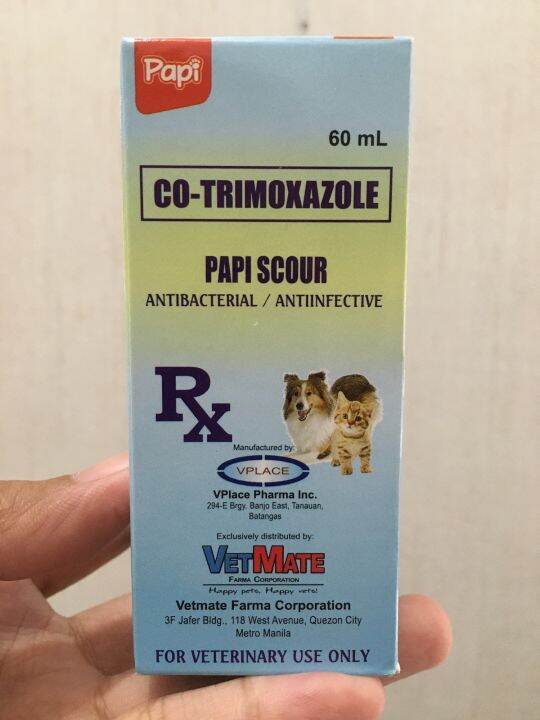 Papi
60 mL
CO-TRIMOXAZOLE
PAPI SCOUR
ANTIBACTERIAL / ANTIINFECTIVE
Rx
Manufactured by:
VPLACE
VPlace Pharma Inc.
294-E Brgy. Banjo East, Tanauan,
Batangas
Exclusively distributed by:
VETMATE
FARMA CORPORATION
Happy pets, Happy vets!
Vetmate Farma Corporation
3F Jafer Bldg., 118 West Avenue, Quezon City
Metro Manila
FOR VETERINARY USE ONLY